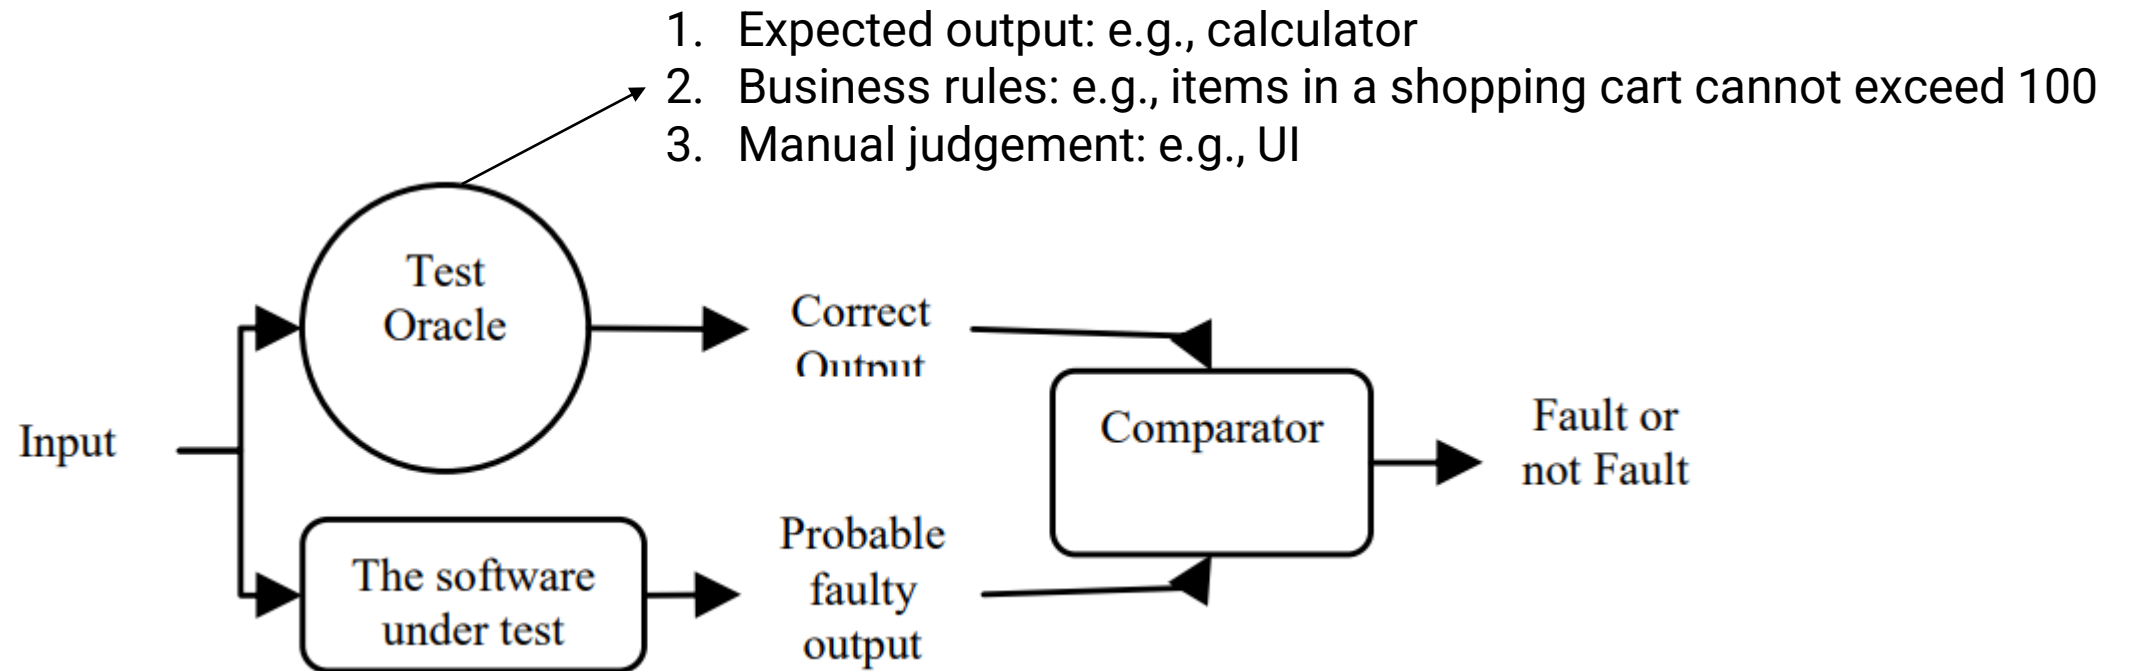 1. Expected output: e.g., calculator
2. Business rules: e.g., items in a shopping cart cannot exceed 100
3. Manual judgement: e.g., UI
Test
Oracle
Correct
Output
Input
Comparator
Fault or
not Fault
The software
under test
Probable
faulty
output